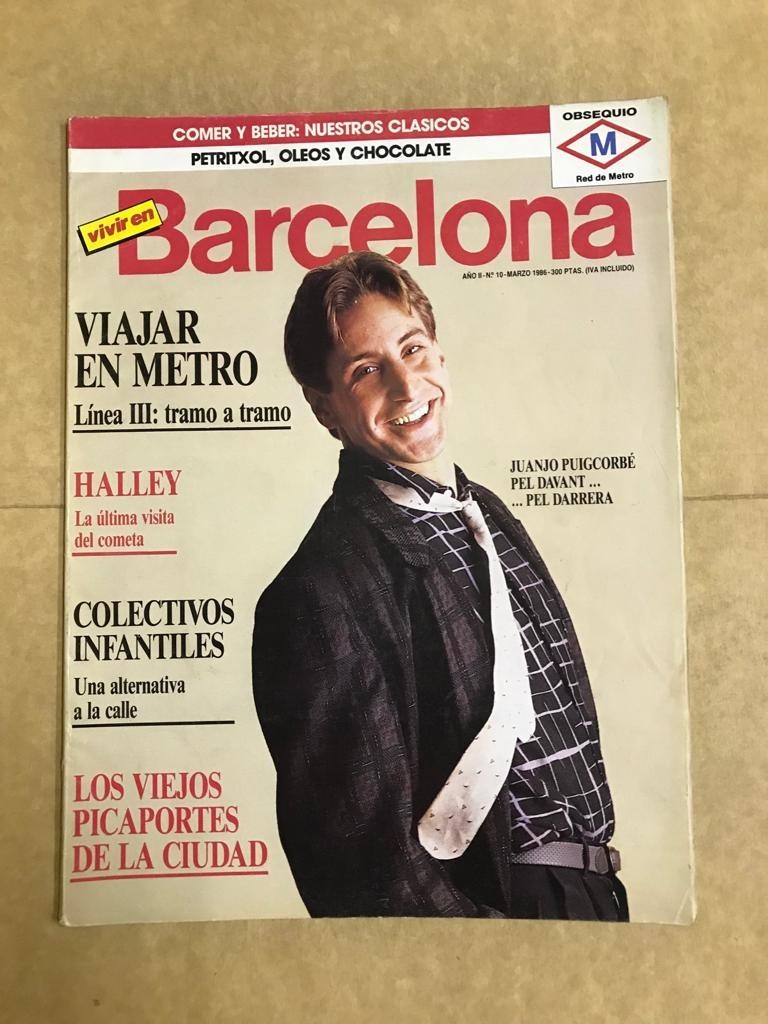 COMER Y BEBER: NUESTROS CLASICOS
PETRITXOL, OLEOS Y CHOCOLATE
OBSEQUIO
M
Red de Metro
vivir en
Barcelona
AÑO II - N.º 10 - MARZO 1986 - 300 PTAS. (IVA INCLUIDO)
VIAJAR
EN METRO
Línea III: tramo a tramo
HALLEY
La última visita
del cometa
JUANJO PUIGCORBÉ
PEL DAVANT ...
... PEL DARRERA
COLECTIVOS
INFANTILES
Una alternativa
a la calle
LOS VIEJOS
PICAPORTES
DE LA CIUDAD